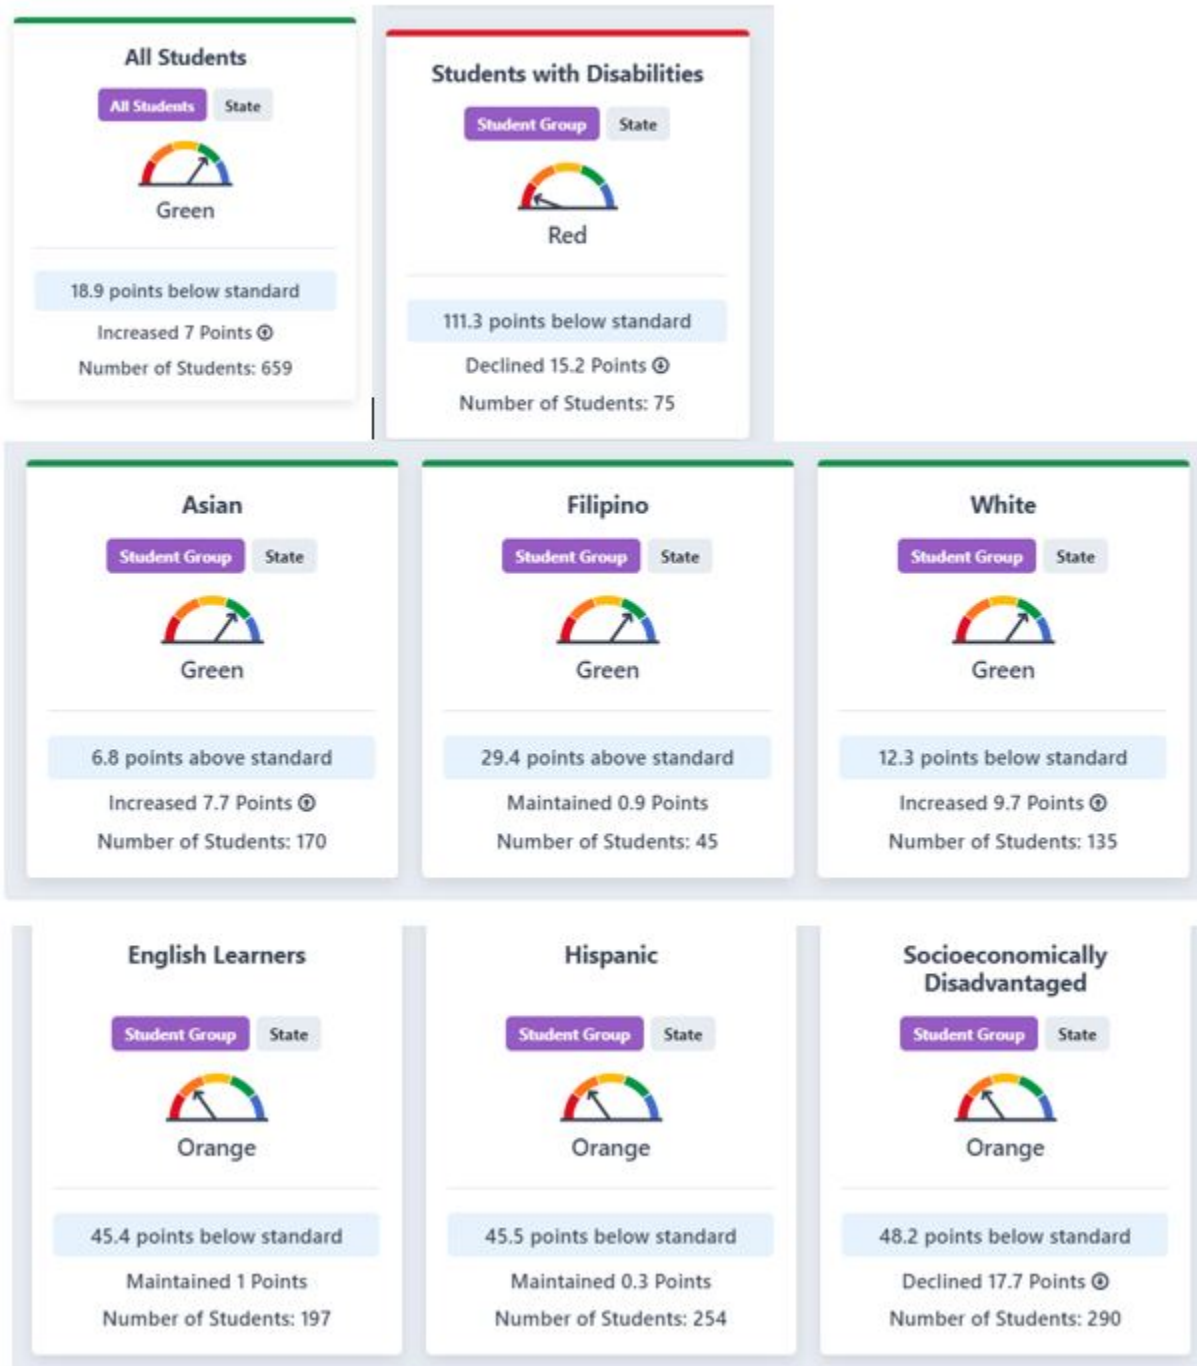 All Students
All Students State
Green
18.9 points below standard
Increased 7 Points
Number of Students: 659
Students with Disabilities
Student Group State
Red
111.3 points below standard
Declined 15.2 Points
Number of Students: 75
Asian
Student Group State
Green
6.8 points above standard
Increased 7.7 Points
Number of Students: 170
Filipino
Student Group State
Green
29.4 points above standard
Maintained 0.9 Points
Number of Students: 45
White
Student Group State
Green
12.3 points below standard
Increased 9.7 Points
Number of Students: 135
English Learners
Student Group State
Orange
45.4 points below standard
Maintained 1 Points
Number of Students: 197
Hispanic
Student Group State
Orange
45.5 points below standard
Maintained 0.3 Points
Number of Students: 254
Socioeconomically
Disadvantaged
Student Group State
Orange
48.2 points below standard
Declined 17.7 Points
Number of Students: 290